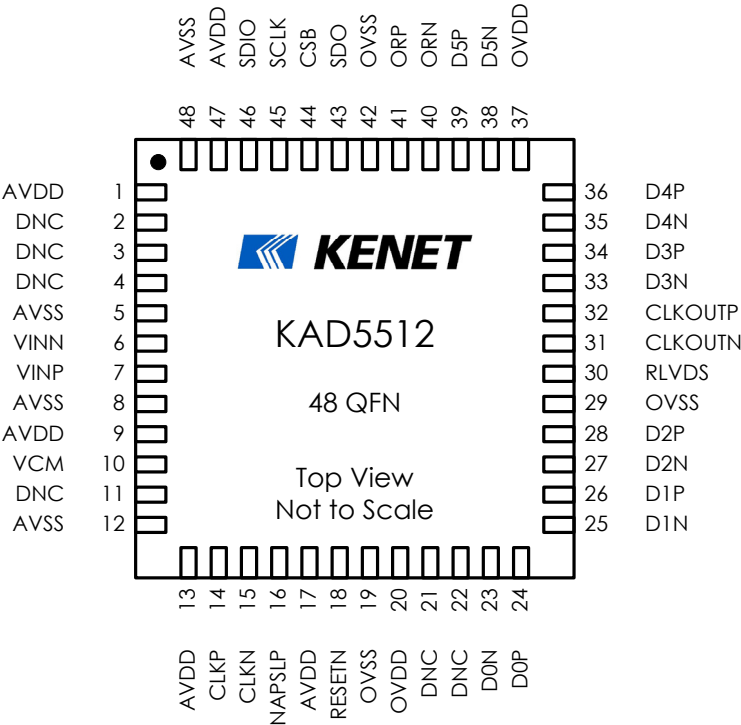 AVSS AVDD SDIO SCLK CSB SDO OVSS ORP ORN D5P D5N OVDD
48 47 46 45 44 43 42 41 40 39 38 37
AVDD 1 36 D4P
DNC 2 35 D4N
DNC 3 KENET 34 D3P
DNC 4 33 D3N
AVSS 5 32 CLKOUTP
VINN 6 KAD5512 31 CLKOUTN
VINP 7 30 RLVDS
AVSS 8 48 QFN 29 OVSS
AVDD 9 28 D2P
VCM 10 27 D2N
DNC 11 Top View 26 D1P
AVSS 12 Not to Scale 25 D1N
13 14 15 16 17 18 19 20 21 22 23 24
AVDD CLKP CLKN NAPSLP AVDD RESETN OVSS OVDD DNC DNC D0N D0P